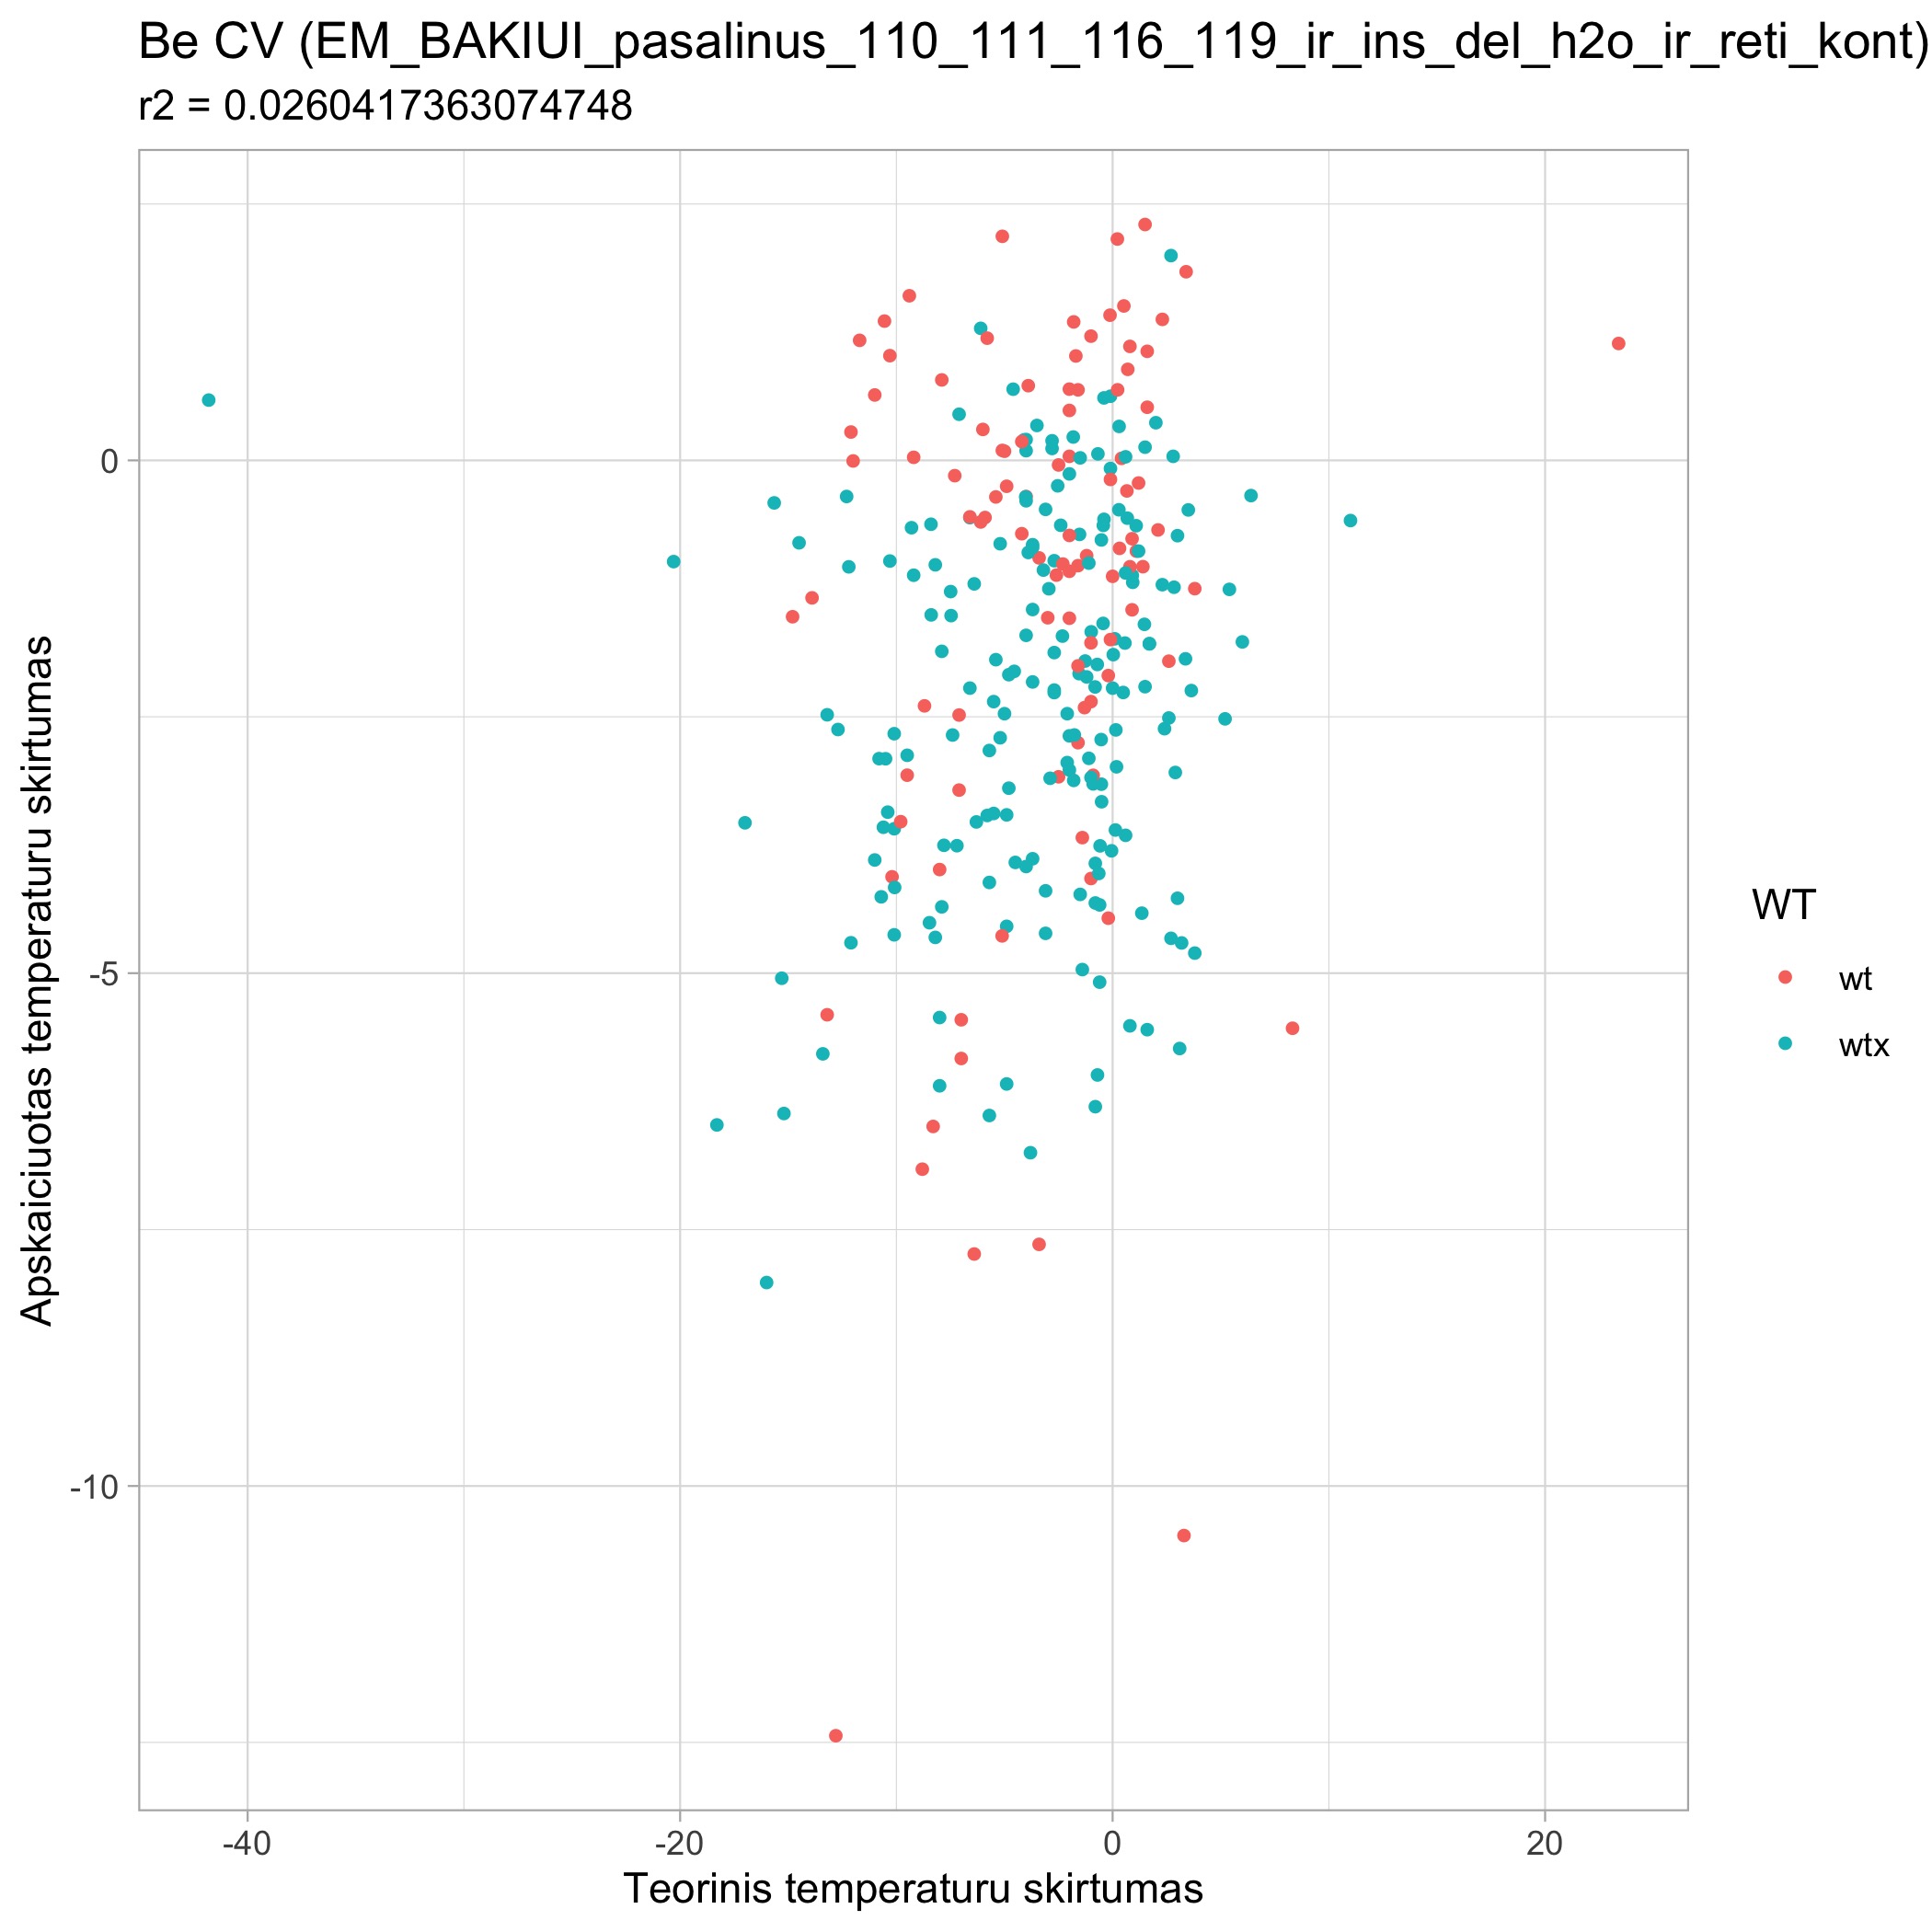 Be CV (EM_BAKIUI_pasalinus_110_111_116_119_ir_ins_del_h2o_ir_reti_kont)
r2 = 0.0260417363074748
Apskaiciuotas temperaturu skirtumas
0
-5
-10
-40
-20
0
20
Teorinis temperaturu skirtumas
WT
wt
wtx